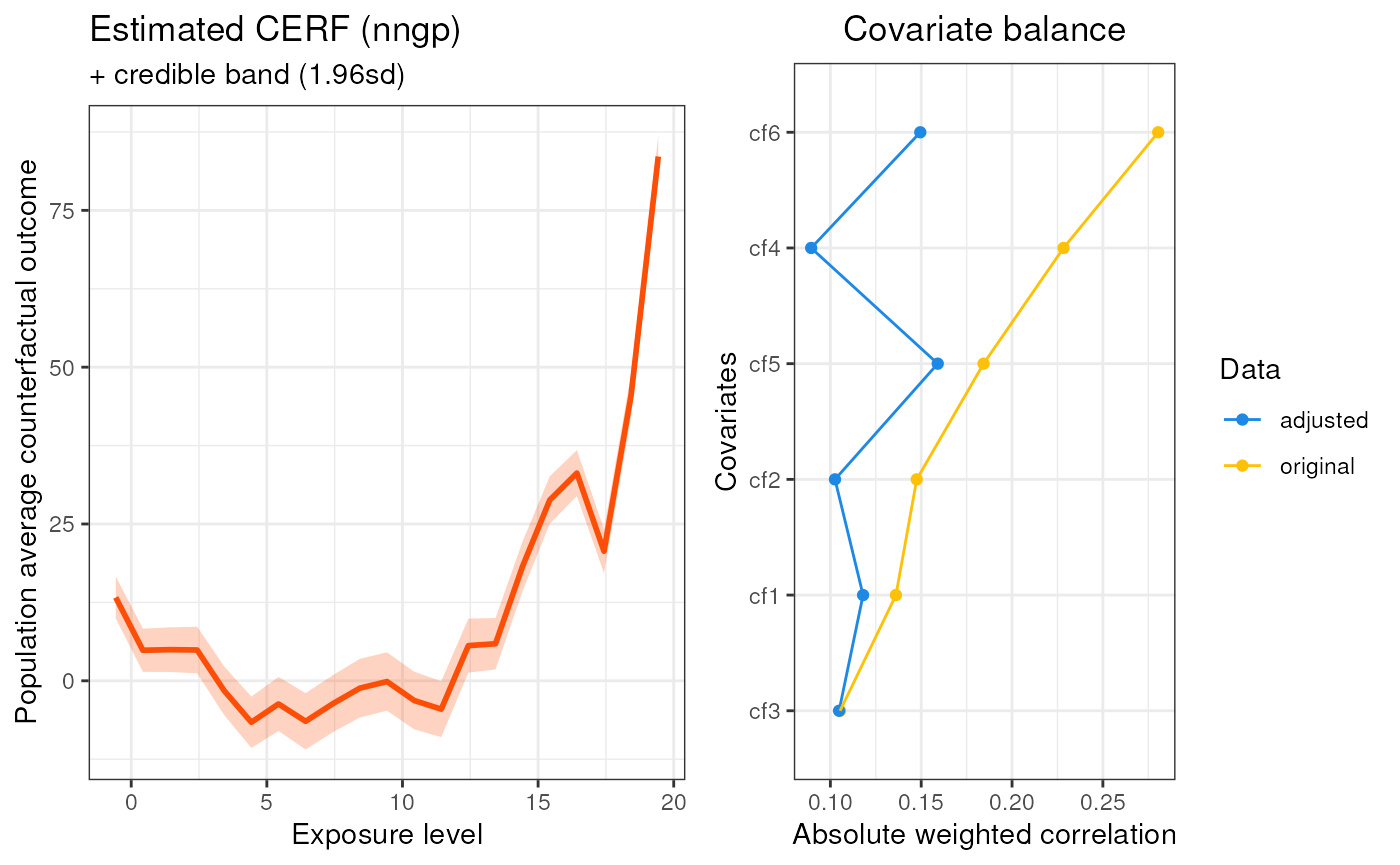 Estimated CERF (nngp)
+ credible band (1.96sd)
Population average counterfactual outcome
75
50
25
0
0 5 10 15 20
Exposure level
Covariate balance
Covariates
cf6
cf4
cf5
cf2
cf1
cf3
0.10 0.15 0.20 0.25
Absolute weighted correlation
Data
adjusted
original